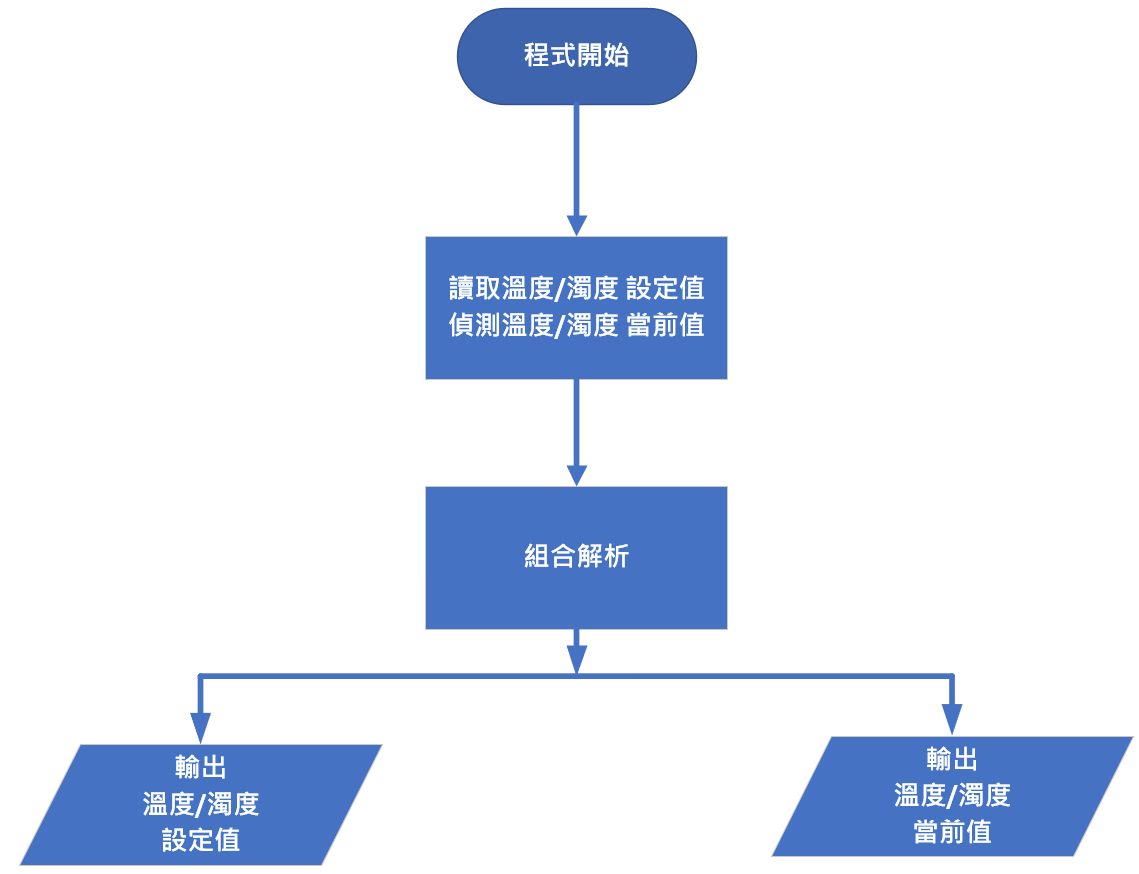 程式開始
讀取溫度/濁度 設定值
偵測溫度/濁度 當前值
組合解析
輸出
溫度/濁度
設定值
輸出
溫度/濁度
當前值